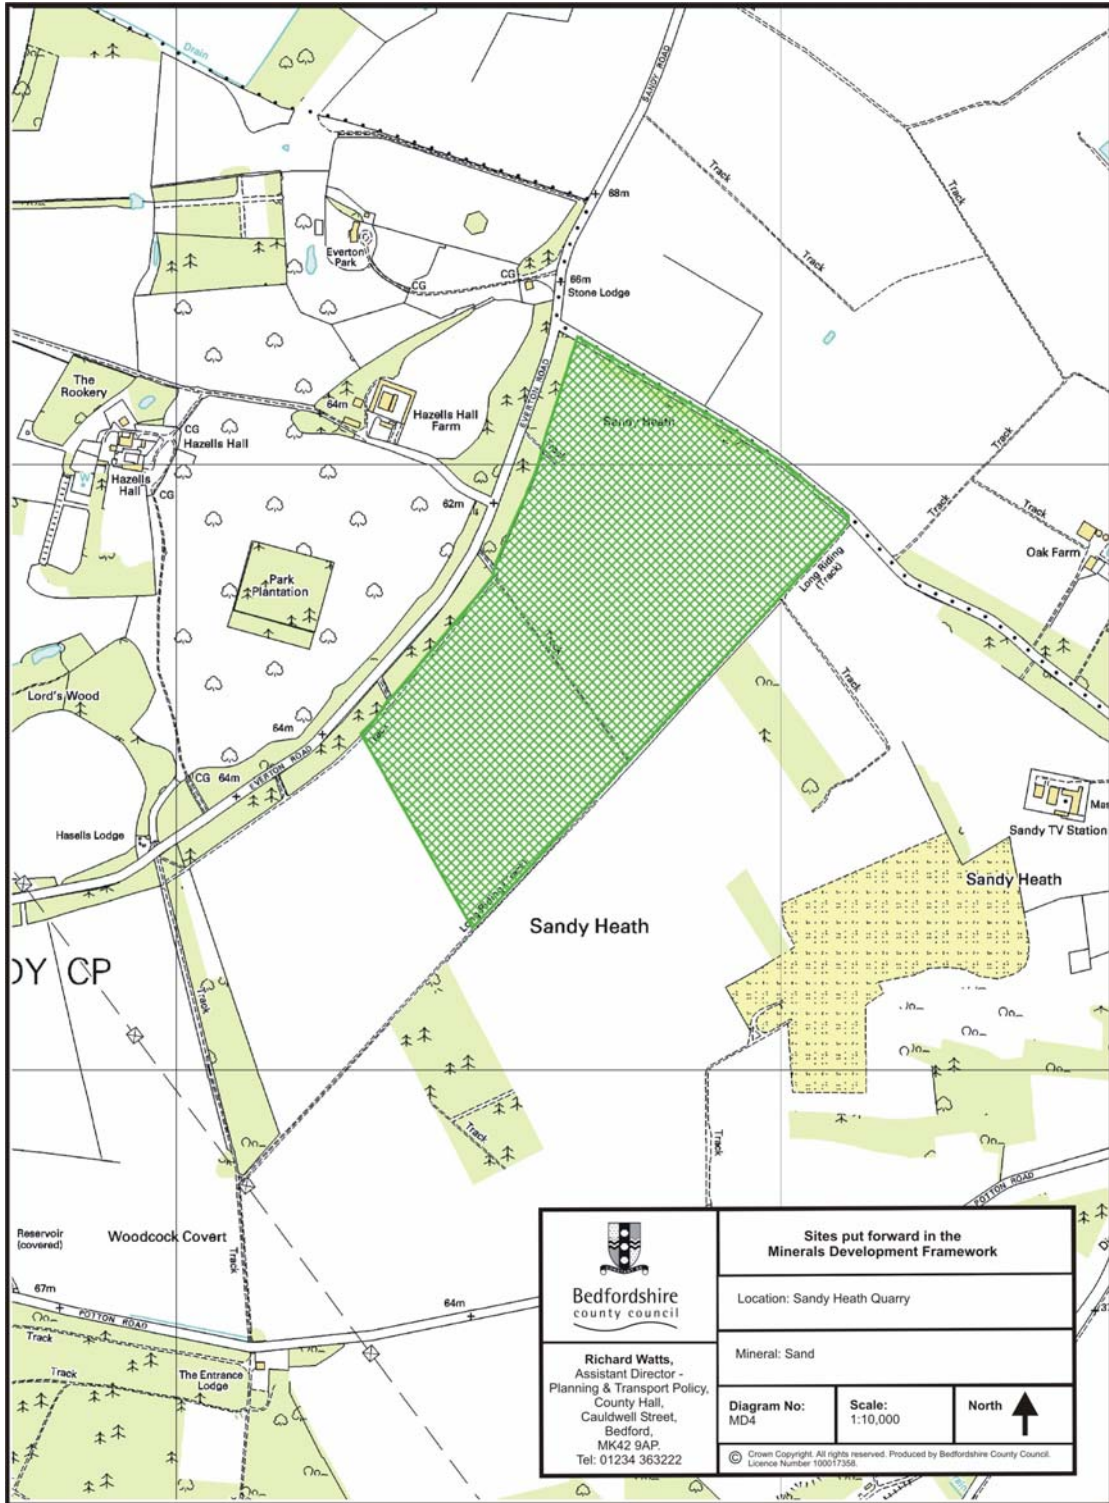 Drain
SANDY ROAD
Track
Track
Track
68m
Everton
Park
CG
CG
66m
Stone Lodge
The
Rookery
64m
EVERTON ROAD
Hazells Hall
Farm
Sandy Heath
CG
Hazells Hall
Track
Track
W
Hazells
Hall
CG
62m
Track
Oak Farm
Long Riding
(Track)
Park
Plantation
Track
Track
Lord's Wood
64m
Track
CG 64m
EVERTON ROAD
Hasells Lodge
Sandy TV Station
Sandy Heath
Long Riding (Track)
Sandy Heath
DY CP
Track
Track
Track
POTTON ROAD
Reservoir
(covered)
Woodcock Covert
Track
67m
64m
POTTON ROAD
Track
Track
The Entrance
Lodge
Bedfordshire
county council
Richard Watts,
Assistant Director -
Planning & Transport Policy,
County Hall,
Cauldwell Street,
Bedford,
MK42 9AP.
Tel: 01234 363222
Sites put forward in the
Minerals Development Framework
Location: Sandy Heath Quarry
Mineral: Sand
Diagram No:
MD4
Scale:
1:10,000
North
© Crown Copyright. All rights reserved. Produced by Bedfordshire County Council.
Licence Number 100017358.
Drain